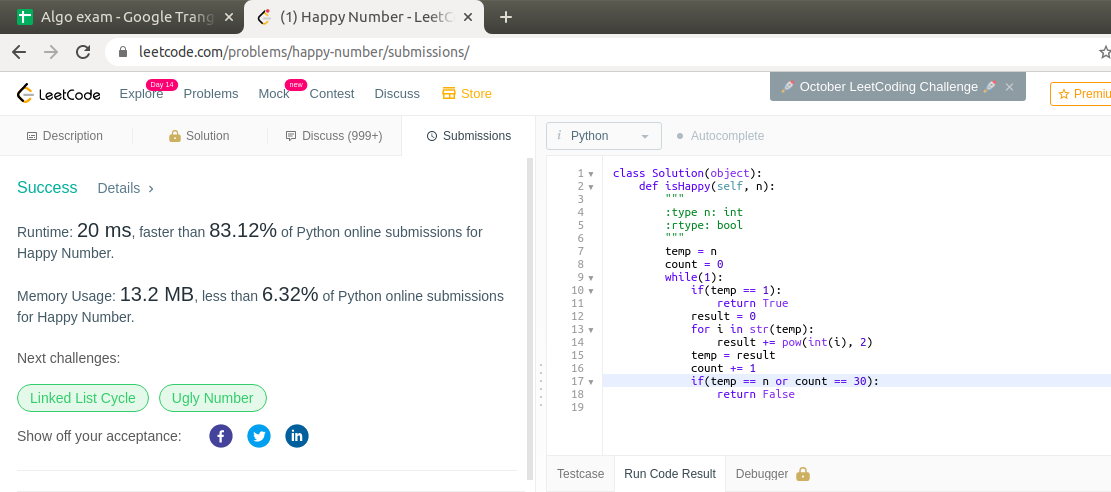 Algo exam - Google Trang
(1) Happy Number - LeetC
leetcode.com/problems/happy-number/submissions/
LeetCode
Explore
Day 14
Problems
Mock
new
Contest
Discuss
Store
October LeetCoding Challenge
Premiu
Description
Solution
Discuss (999+)
Submissions
i Python
Autocomplete
Success
Details
Runtime: 20 ms, faster than 83.12% of Python online submissions for
Happy Number.
Memory Usage: 13.2 MB, less than 6.32% of Python online submissions
for Happy Number.
Next challenges:
Linked List Cycle
Ugly Number
Show off your acceptance:
f
in
1 class Solution(object):
2     def isHappy(self, n):
3         """
4         :type n: int
5         :rtype: bool
6         """
7         temp = n
8         count = 0
9         while(1):
10             if(temp == 1):
11                 return True
12             result = 0
13             for i in str(temp):
14                 result += pow(int(i), 2)
15             temp = result
16             count += 1
17             if(temp == n or count == 30):
18                 return False
19
Testcase
Run Code Result
Debugger